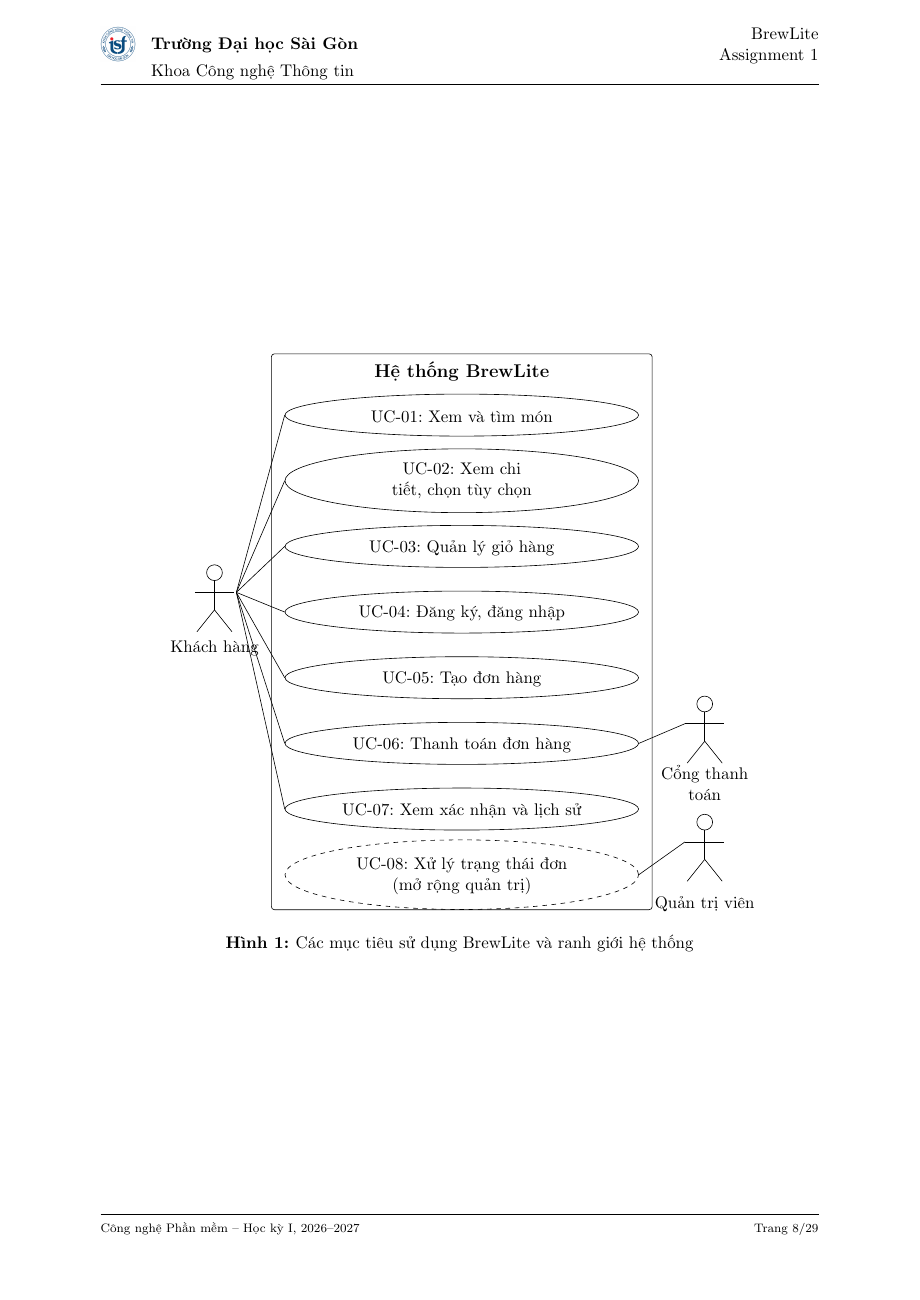 Trường Đại học Sài Gòn
Khoa Công nghệ Thông tin
BrewLite
Assignment 1
Hệ thống BrewLite
UC-01: Xem và tìm món
UC-02: Xem chi
tiết, chọn tùy chọn
UC-03: Quản lý giỏ hàng
UC-04: Đăng ký, đăng nhập
Khách hàng
UC-05: Tạo đơn hàng
UC-06: Thanh toán đơn hàng
Cổng thanh
toán
UC-07: Xem xác nhận và lịch sử
UC-08: Xử lý trạng thái đơn
(mở rộng quản trị)
Quản trị viên
Hình 1: Các mục tiêu sử dụng BrewLite và ranh giới hệ thống
Công nghệ Phần mềm – Học kỳ I, 2026–2027
Trang 8/29